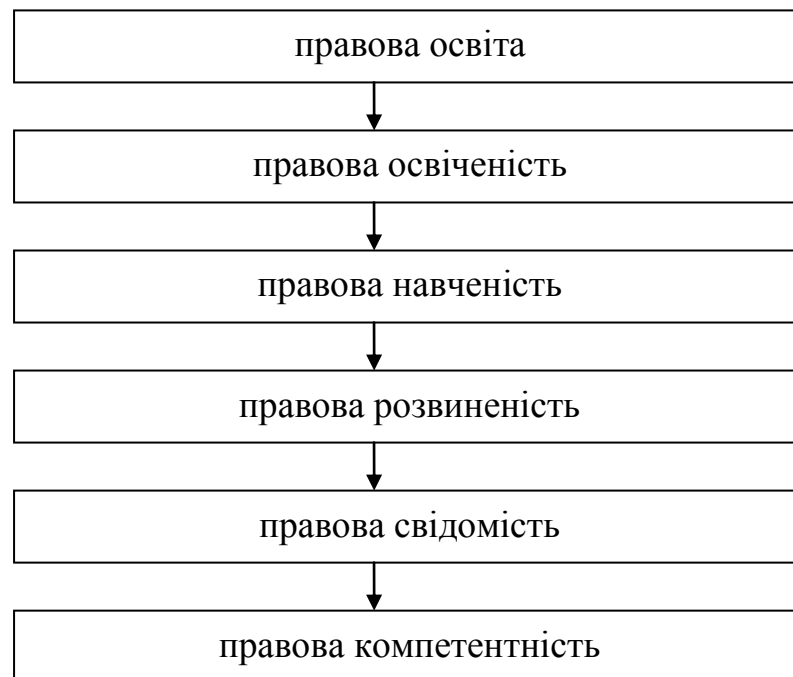 правова освіта
правова освіченість
правова навченість
правова розвиненість
правова свідомість
правова компетентність